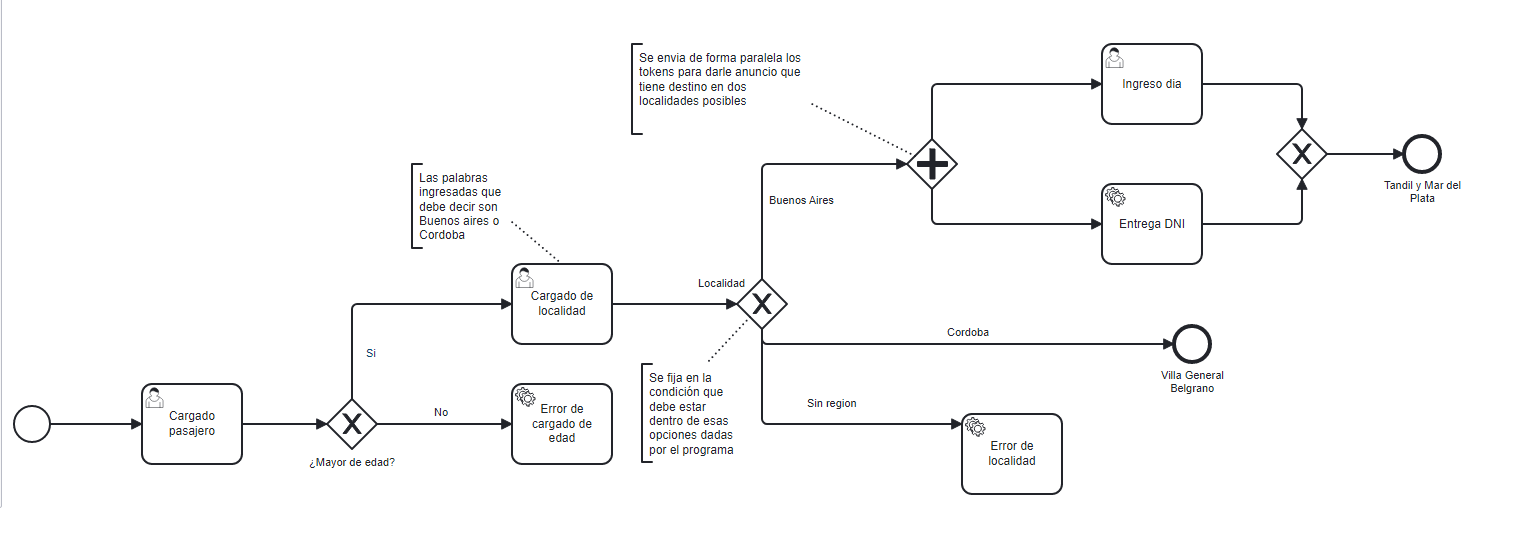 Se envia de forma paralela los
tokens para darle anuncio que
tiene destino en dos
localidades posibles
Ingreso dia
Tandil y Mar del
Plata
Las palabras
ingresadas que
debe decir son
Buenos aires o
Cordoba
Buenos Aires
Entrega DNI
Cargado de
localidad
Localidad
Si
Cordoba
Villa General
Belgrano
Se fija en la
condición que
debe estar
dentro de esas
opciones dadas
por el programa
Cargado
pasajero
¿Mayor de edad?
No
Error de
cargado de
edad
Sin region
Error de
localidad